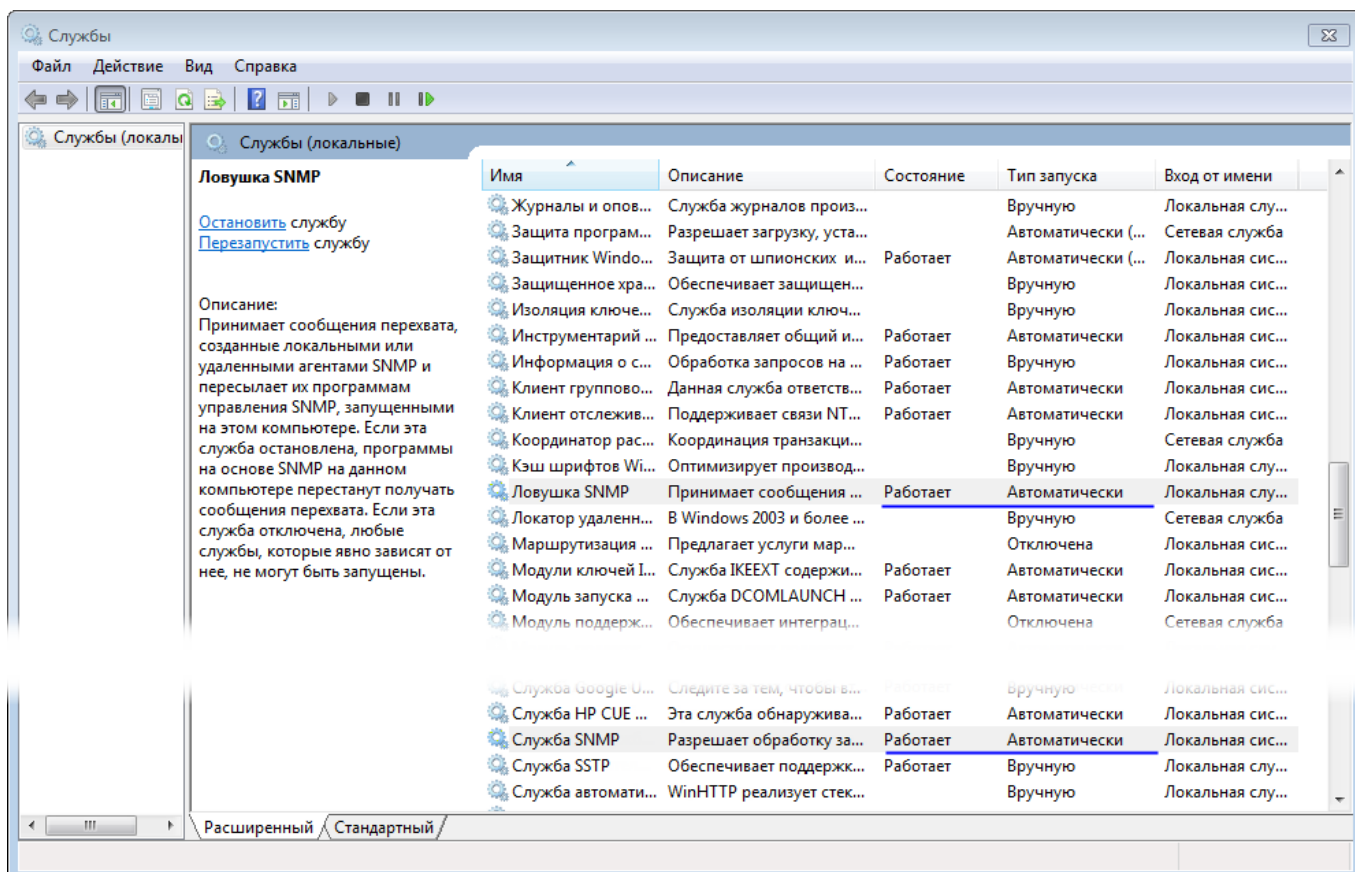 Службы
Файл Действие Вид Справка
Службы (локалы
Службы (локальные)
Ловушка SNMP
Остановить службу
Перезапустить службу
Описание:
Принимает сообщения перехвата,
созданные локальными или
удаленными агентами SNMP и
пересылает их программам
управления SNMP, запущенными
на этом компьютере. Если эта
служба остановлена, программы
на основе SNMP на данном
компьютере перестанут получать
сообщения перехвата. Если эта
служба отключена, любые
службы, которые явно зависят от
нее, не могут быть запущены.
Имя Описание Состояние Тип запуска Вход от имени
Журналы и опов... Служба журналов произ... Вручную Локальная слу...
Защита програм... Разрешает загрузку, уста... Автоматически (... Сетевая служба
Защитник Windo... Защита от шпионских и... Работает Автоматически (... Локальная сис...
Защищенное хра... Обеспечивает защищен... Вручную Локальная сис...
Изоляция ключе... Служба изоляции ключ... Вручную Локальная сис...
Инструментарий ... Предоставляет общий и... Работает Автоматически Локальная сис...
Информация о с... Обработка запросов на ... Работает Вручную Локальная сис...
Клиент группово... Данная служба ответств... Работает Автоматически Локальная сис...
Клиент отслежив... Поддерживает связи NT... Работает Автоматически Локальная сис...
Координатор рас... Координация транзакци... Вручную Сетевая служба
Кэш шрифтов Wi... Оптимизирует производ... Вручную Локальная слу...
Ловушка SNMP Принимает сообщения ... Работает Автоматически Локальная слу...
Локатор удаленн... В Windows 2003 и более ... Вручную Сетевая служба
Маршрутизация ... Предлагает услуги мар... Отключена Локальная сис...
Модули ключей I... Служба IKEEXT содержи... Работает Автоматически Локальная сис...
Модуль запуска ... Служба DCOMLAUNCH ... Работает Автоматически Локальная сис...
Модуль поддерж... Обеспечивает интеграц... Отключена Сетевая служба
Служба Google U... Следите за тем, чтобы в... Работает Вручную Локальная сис...
Служба HP CUE ... Эта служба обнаружива... Работает Автоматически Локальная сис...
Служба SNMP Разрешает обработку за... Работает Автоматически Локальная сис...
Служба SSTP Обеспечивает поддержк... Работает Вручную Локальная слу...
Служба автомати... WinHTTP реализует стек... Вручную Локальная слу...
Расширенный Стандартный